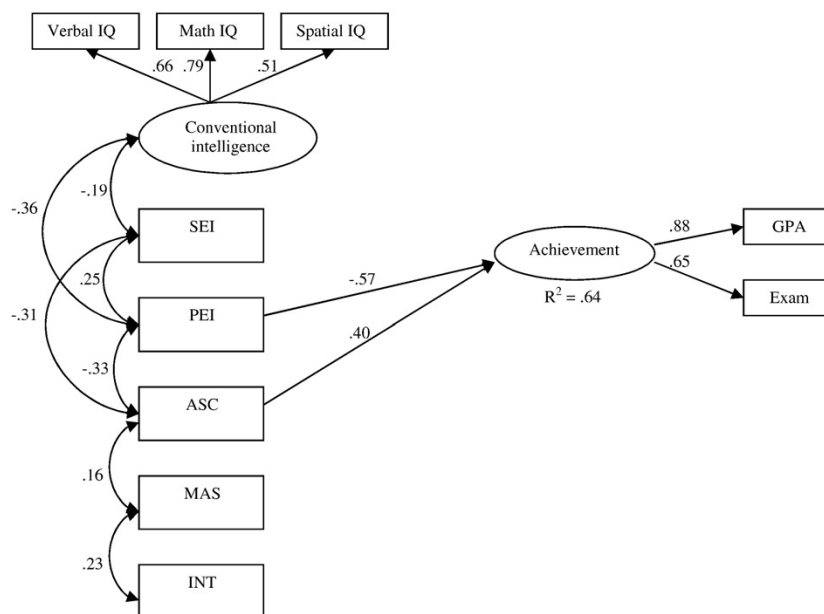 Verbal IQ
Math IQ
Spatial IQ
.66
.79
.51
Conventional
intelligence
-.19
-.36
SEI
.25
-.31
PEI
-.33
ASC
.16
MAS
.23
INT
-.57
.40
Achievement
R² = .64
.88
.65
GPA
Exam